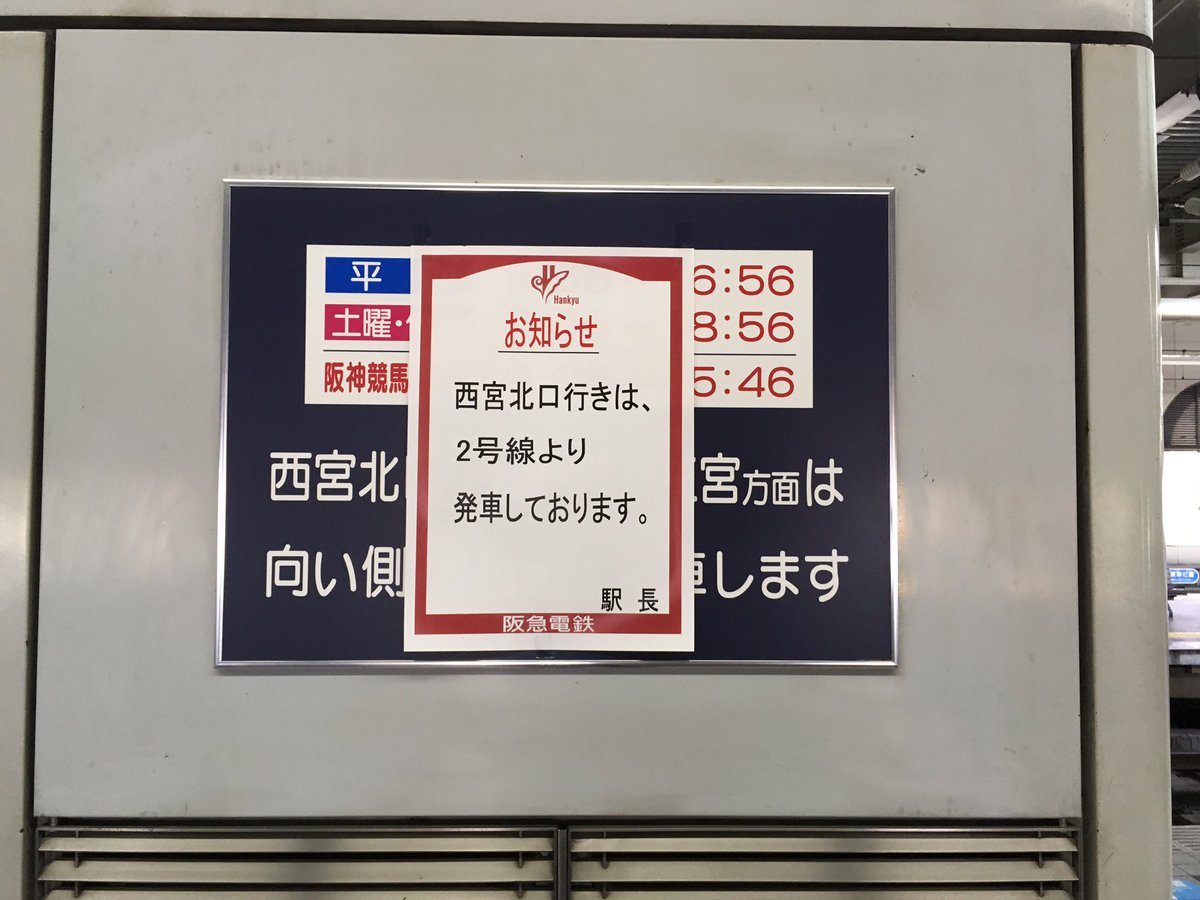 平
6:56
土曜・
8:56
阪神競馬
5:46
Hankyu
お知らせ
西宮北口行きは、
2号線より
発車しております。
駅長
阪急電鉄
西宮北
宮方面は
向い側
車します